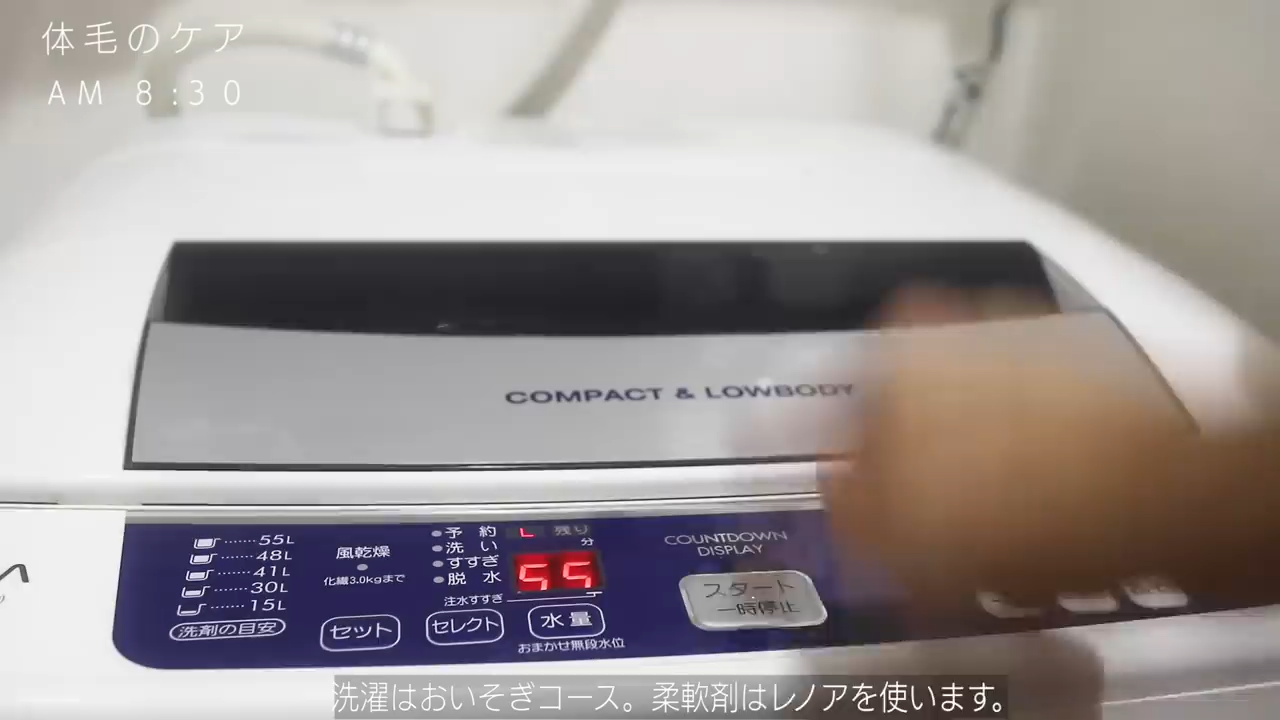 体毛のケア
AM 8:30
COMPACT & LOWBODY
55L
48L
41L
30L
15L
洗剤の目安
風乾燥
化繊3.0kgまで
セット
予約
洗い
すすぎ
脱水
注水すすぎ
セレクト
L 残り
分
55
水量
おまかせ無段水位
COUNTDOWN
DISPLAY
スタート
一時停止
洗濯はおいそぎコース。柔軟剤はレノアを使います。